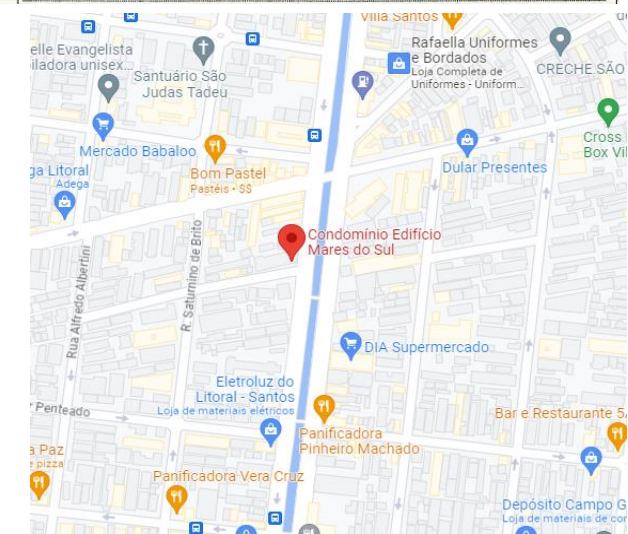 Villa Santos
elle Evangelista
iladora unisex...
Santuário São
Judas Tadeu
Rafaella Uniformes
e Bordados
Loja Completa de
Uniformes - Uniform...
CRECHE SÃO
Mercado Babaloo
Cross
Box Vil
ga Litoral
Adega
Bom Pastel
Pastéis • $$
Dular Presentes
Condomínio Edifício
Mares do Sul
Rua Alfredo Albertini
R. Saturnino de Brito
DIA Supermercado
Eletroluz do
Litoral - Santos
Loja de materiais elétricos
Penteado
Bar e Restaurante 5
Panificadora
Pinheiro Machado
a Paz
e pizza
Panificadora Vera Cruz
Depósito Campo G
Loja de materiais de con